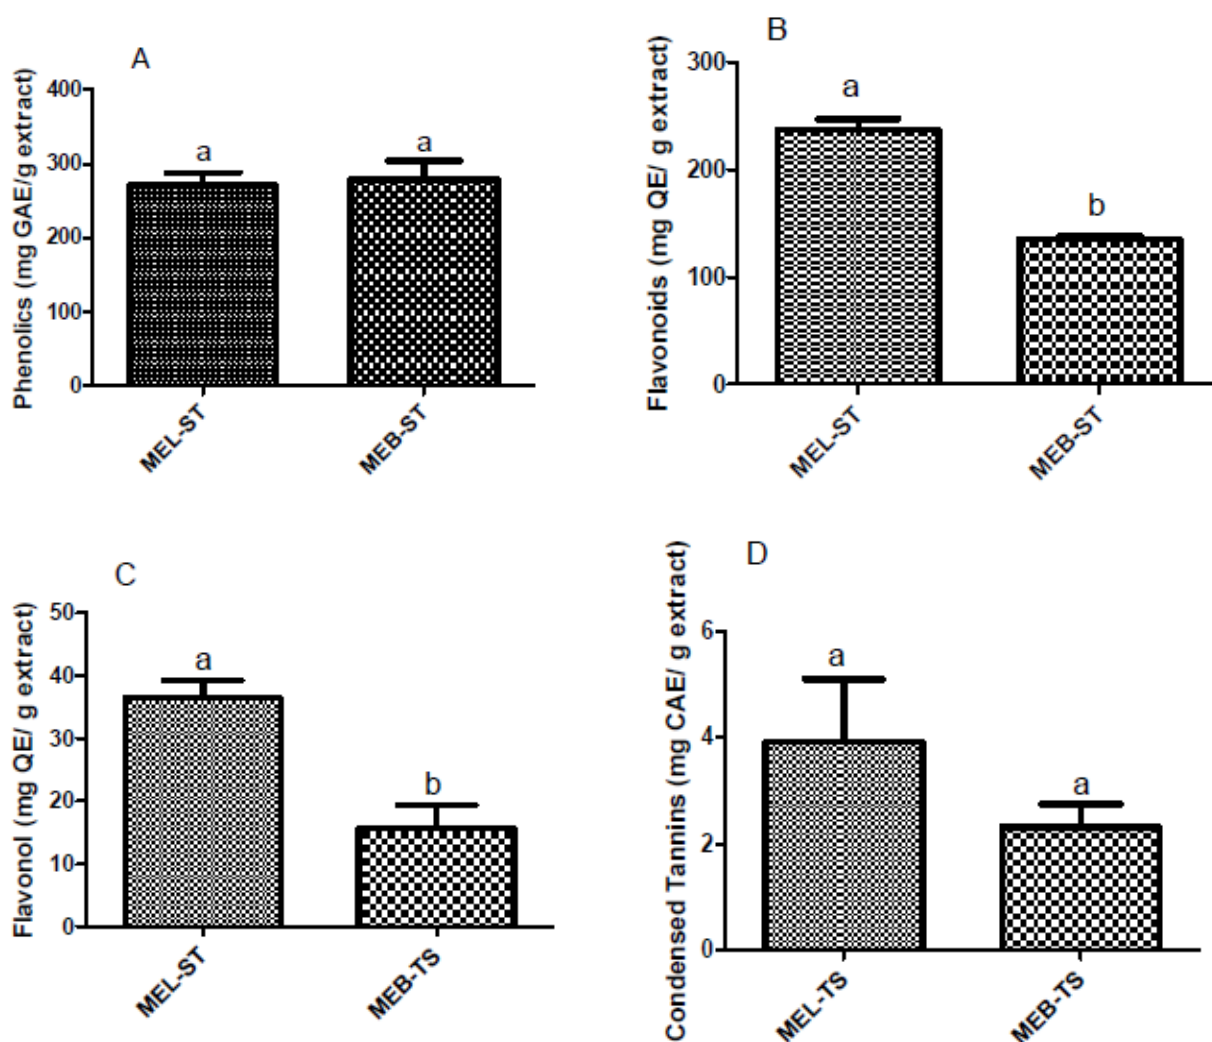 A
Phenolics (mg GAE/g extract)
400
300
200
100
0
a
a
MEL-ST
MEB-ST
B
Flavonoids (mg QE/ g extract)
300
200
100
0
a
b
MEL-ST
MEB-ST
C
Flavonol (mg QE/ g extract)
50
40
30
20
10
0
a
b
MEL-ST
MEB-TS
D
Condensed Tannins (mg CAE/ g extract)
6
4
2
0
a
a
MEL-TS
MEB-TS